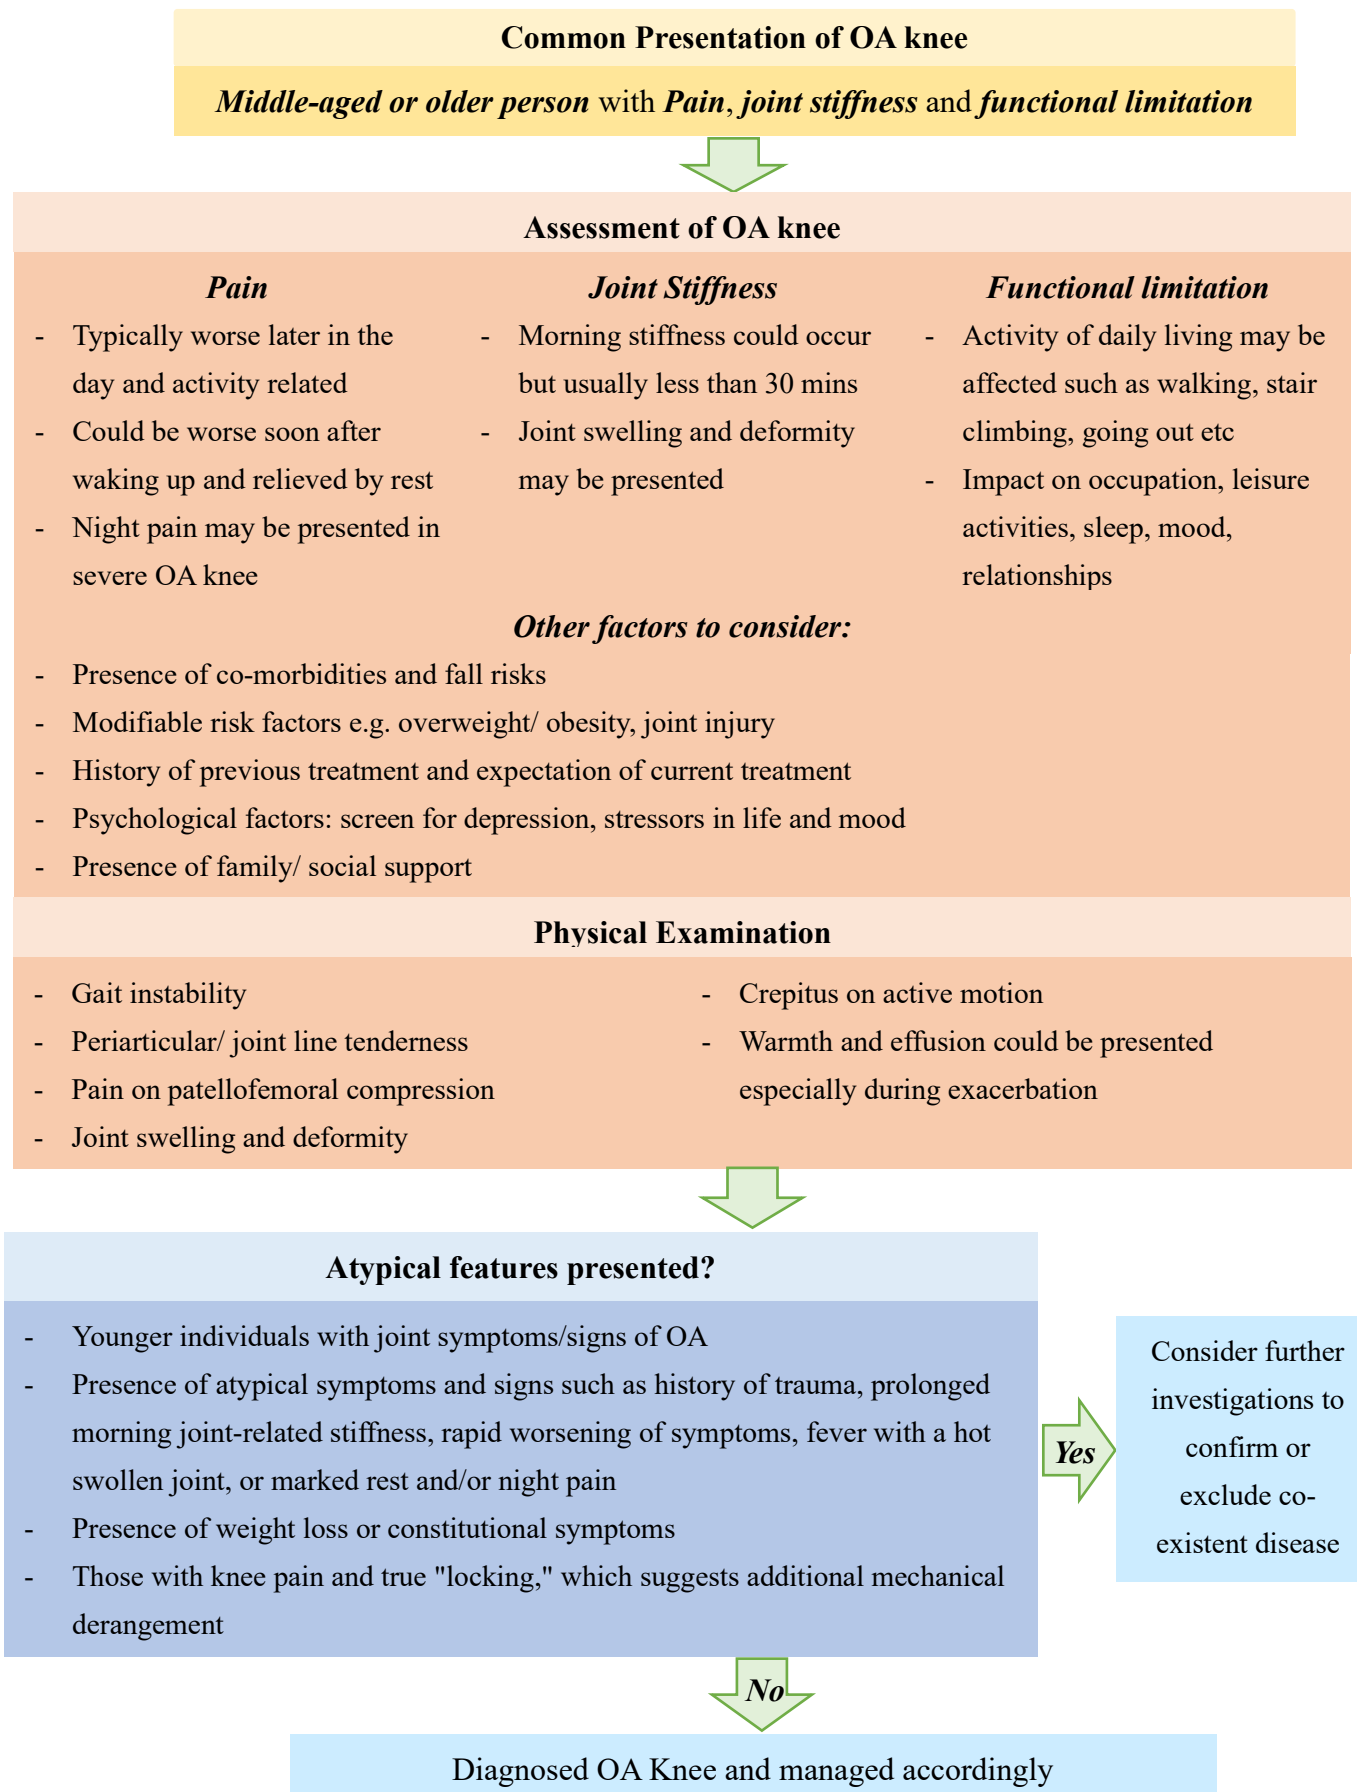 Common Presentation of OA knee
Middle-aged or older person with Pain, joint stiffness and functional limitation
Assessment of OA knee
Pain
- Typically worse later in the
day and activity related
- Could be worse soon after
waking up and relieved by rest
- Night pain may be presented in
severe OA knee
Joint Stiffness
- Morning stiffness could occur
but usually less than 30 mins
- Joint swelling and deformity
may be presented
Functional limitation
- Activity of daily living may be
affected such as walking, stair
climbing, going out etc
- Impact on occupation, leisure
activities, sleep, mood,
relationships
Other factors to consider:
- Presence of co-morbidities and fall risks
- Modifiable risk factors e.g. overweight/ obesity, joint injury
- History of previous treatment and expectation of current treatment
- Psychological factors: screen for depression, stressors in life and mood
- Presence of family/ social support
Physical Examination
- Gait instability
- Periarticular/ joint line tenderness
- Pain on patellofemoral compression
- Joint swelling and deformity
- Crepitus on active motion
- Warmth and effusion could be presented
especially during exacerbation
Atypical features presented?
- Younger individuals with joint symptoms/signs of OA
- Presence of atypical symptoms and signs such as history of trauma, prolonged
morning joint-related stiffness, rapid worsening of symptoms, fever with a hot
swollen joint, or marked rest and/or night pain
- Presence of weight loss or constitutional symptoms
- Those with knee pain and true "locking," which suggests additional mechanical
derangement
Yes
Consider further
investigations to
confirm or
exclude co-
existent disease
No
Diagnosed OA Knee and managed accordingly